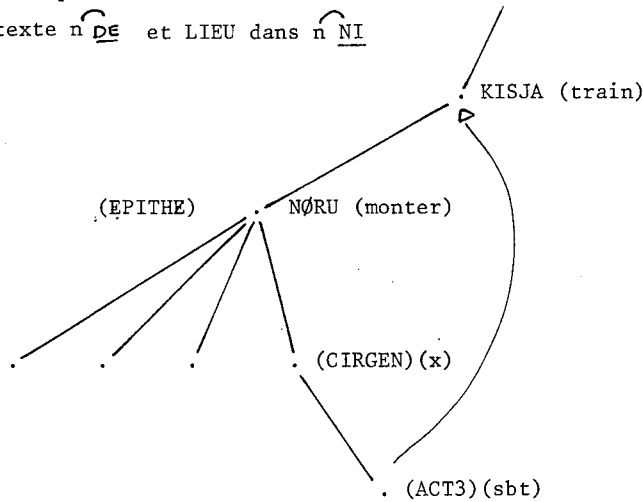 texte n DE et LIEU dans n NI
KISJA (train)
(EPITHE) NØRU (monter)
(CIRGEN)(x)
(ACT3)(sbt)